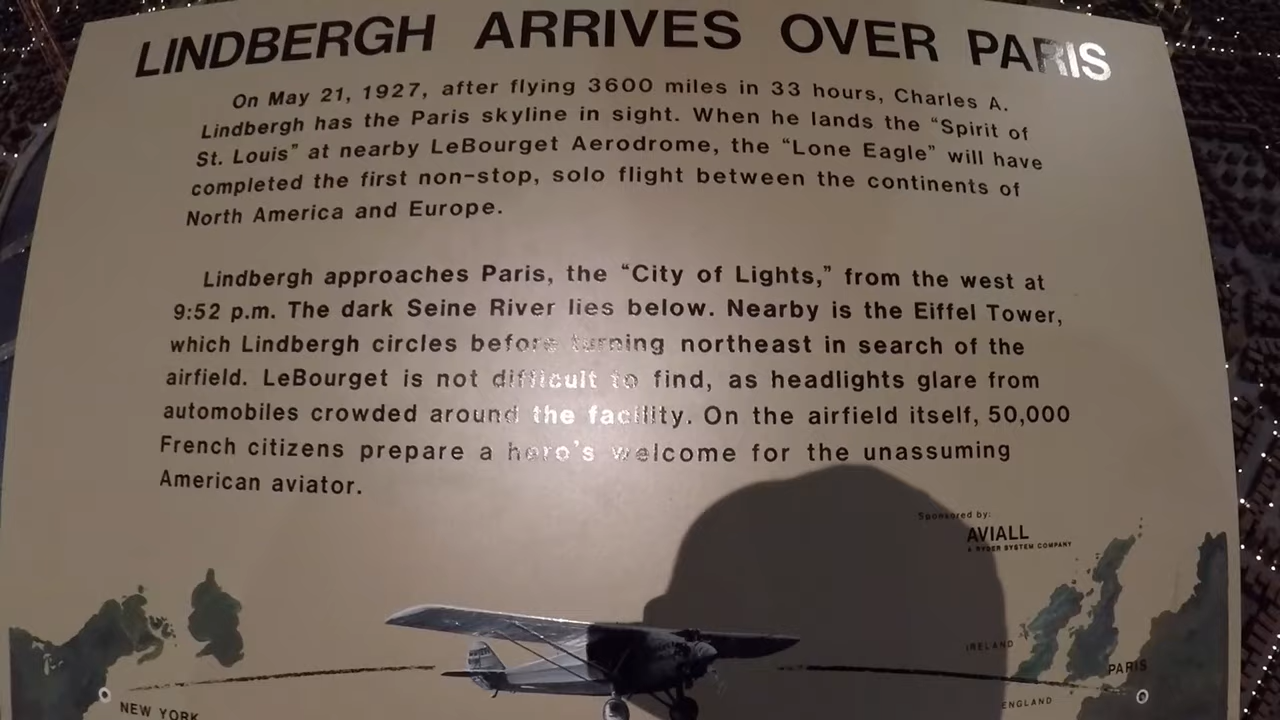 LINDBERGH ARRIVES OVER PARIS
On May 21, 1927, after flying 3600 miles in 33 hours, Charles A.
Lindbergh has the Paris skyline in sight. When he lands the “Spirit of
St. Louis” at nearby LeBourget Aerodrome, the “Lone Eagle” will have
completed the first non-stop, solo flight between the continents of
North America and Europe.
Lindbergh approaches Paris, the “City of Lights,” from the west at
9:52 p.m. The dark Seine River lies below. Nearby is the Eiffel Tower,
which Lindbergh circles before turning northeast in search of the
airfield. LeBourget is not difficult to find, as headlights glare from
automobiles crowded around the facility. On the airfield itself, 50,000
French citizens prepare a hero's welcome for the unassuming
American aviator.
Sponsored by:
AVIALL
A RYDER SYSTEM COMPANY
IRELAND
PARIS
ENGLAND
NEW YORK